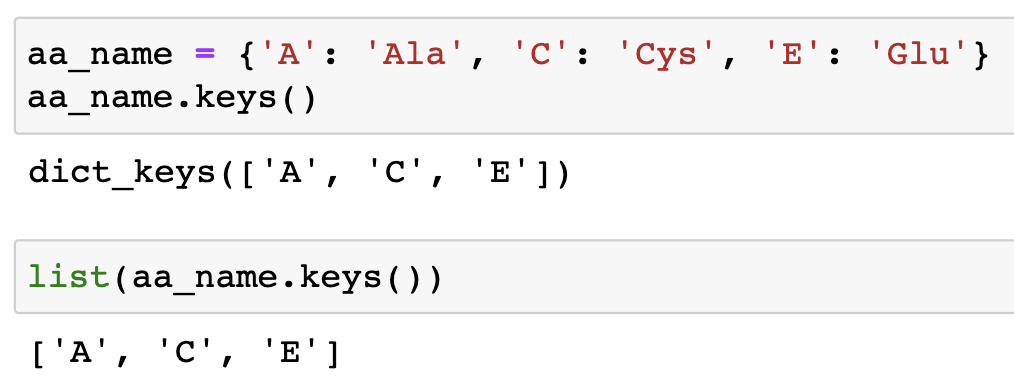 aa_name = {'A': 'Ala', 'C': 'Cys', 'E': 'Glu'}
aa_name.keys()
dict_keys(['A', 'C', 'E'])
list(aa_name.keys())
['A', 'C', 'E']